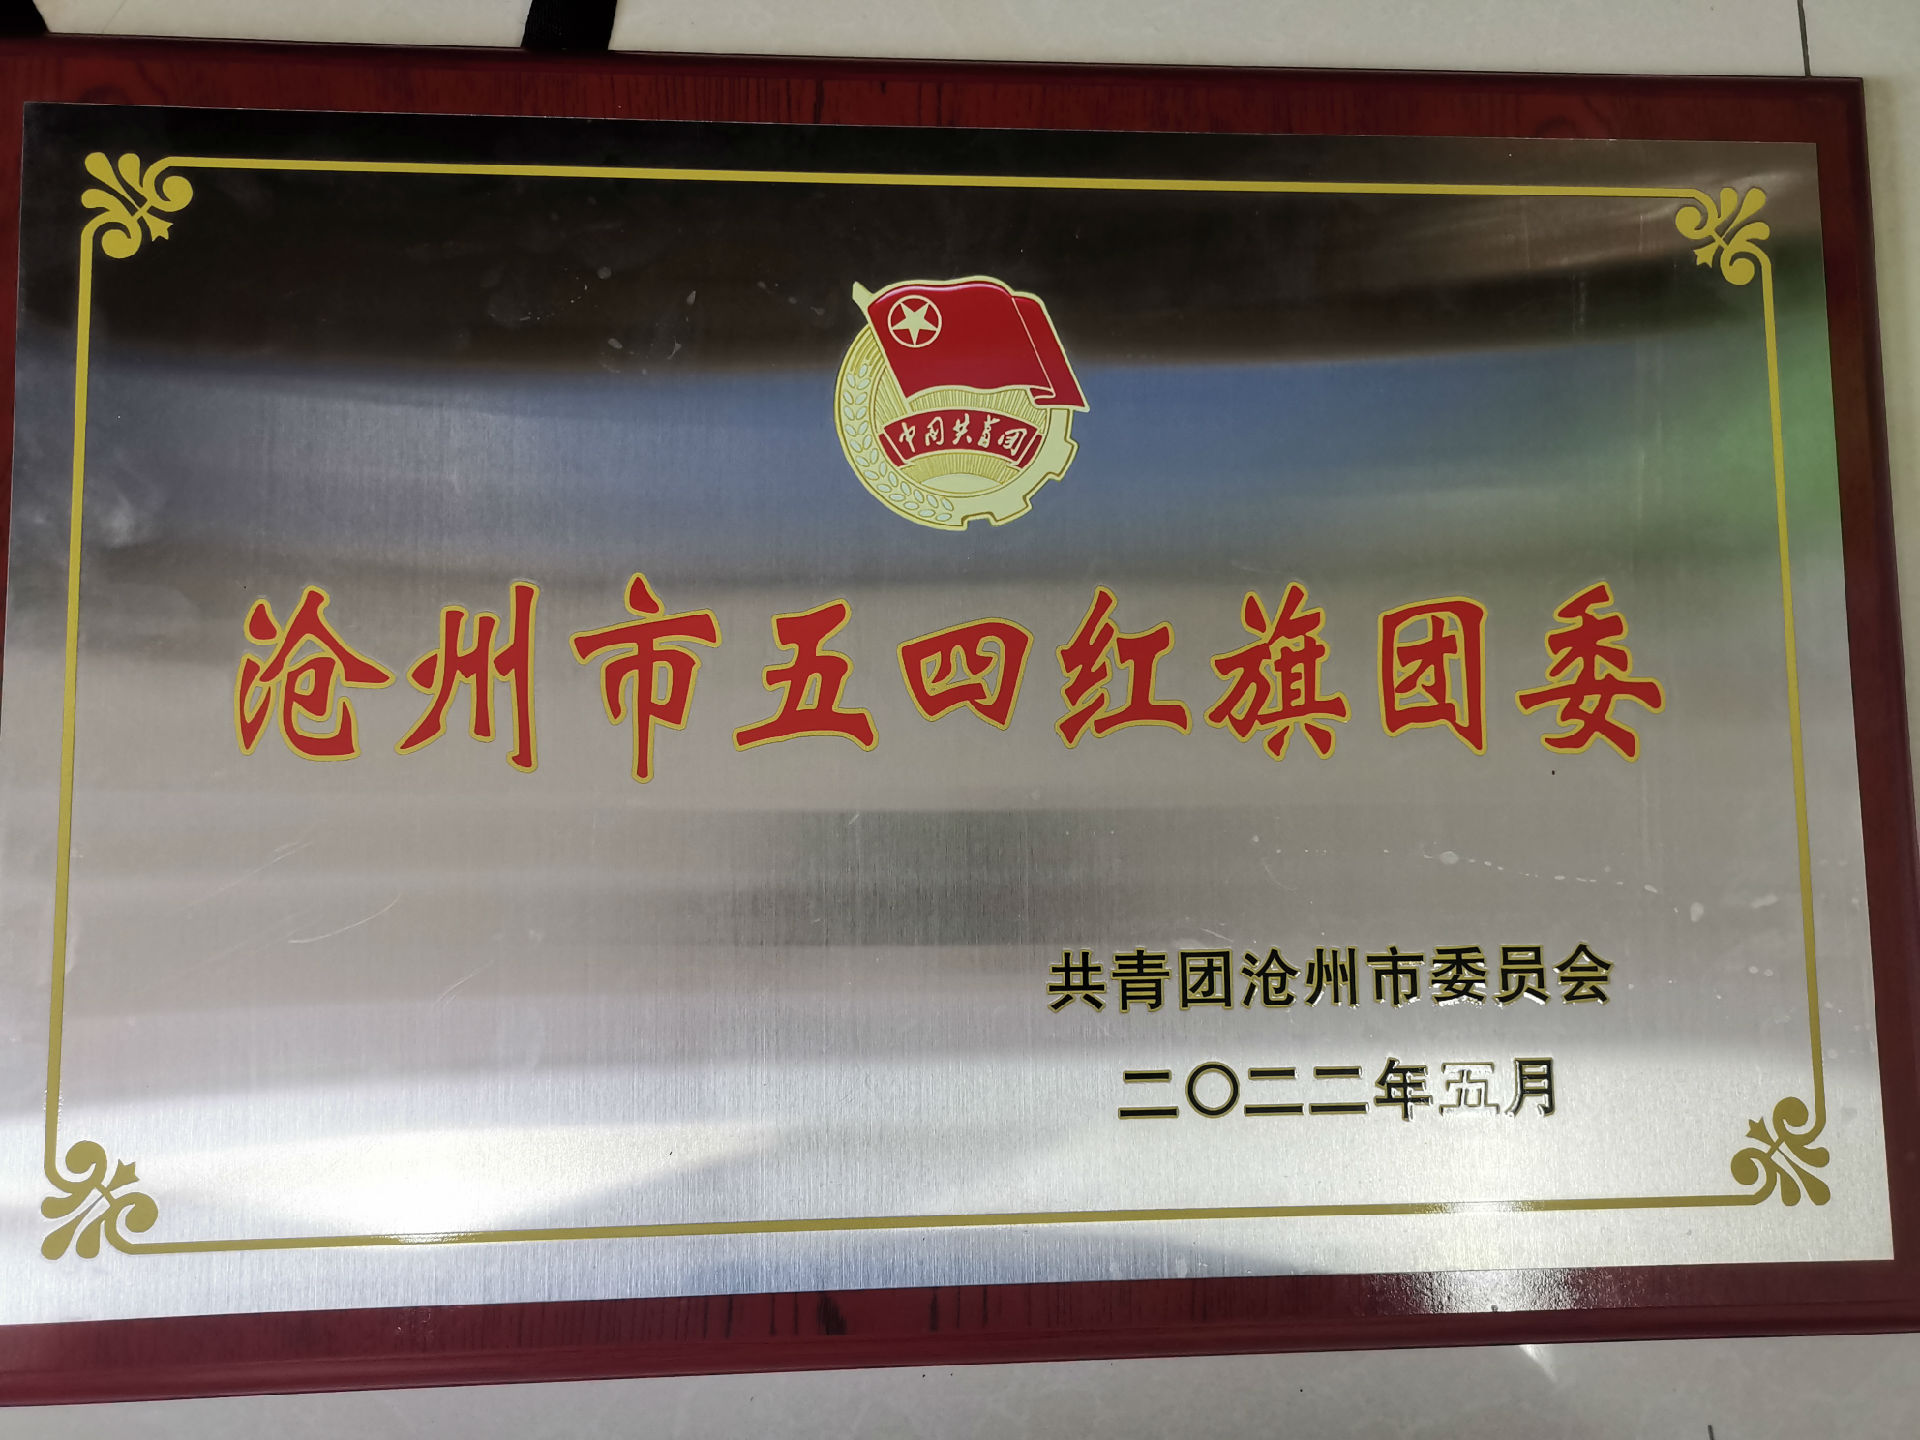 中国共青团
沧州市五四红旗团委
共青团沧州市委员会
二〇二二年五月